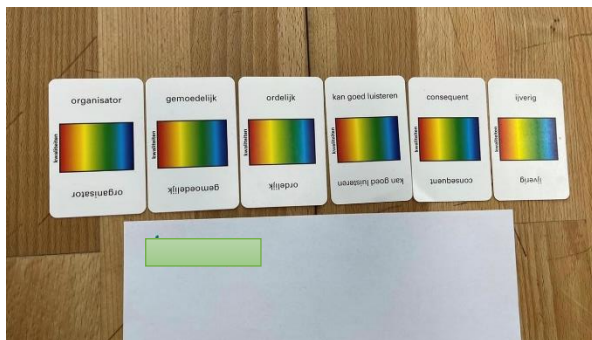 organisator
kwaliteiten
organisator
gemoedelijk
kwaliteiten
gemoedelijk
ordelijk
kwaliteiten
ordelijk
kan goed luisteren
kwaliteiten
kan goed luisteren
consequent
kwaliteiten
consequent
ijverig
kwaliteiten
ijverig